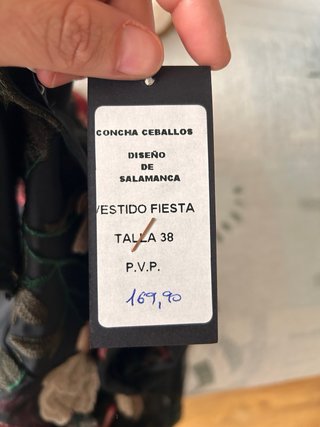 CONCHA CEBALLOS
DISEÑO
DE
SALAMANCA
VESTIDO FIESTA
TALLA 38
P.V.P.
169,90